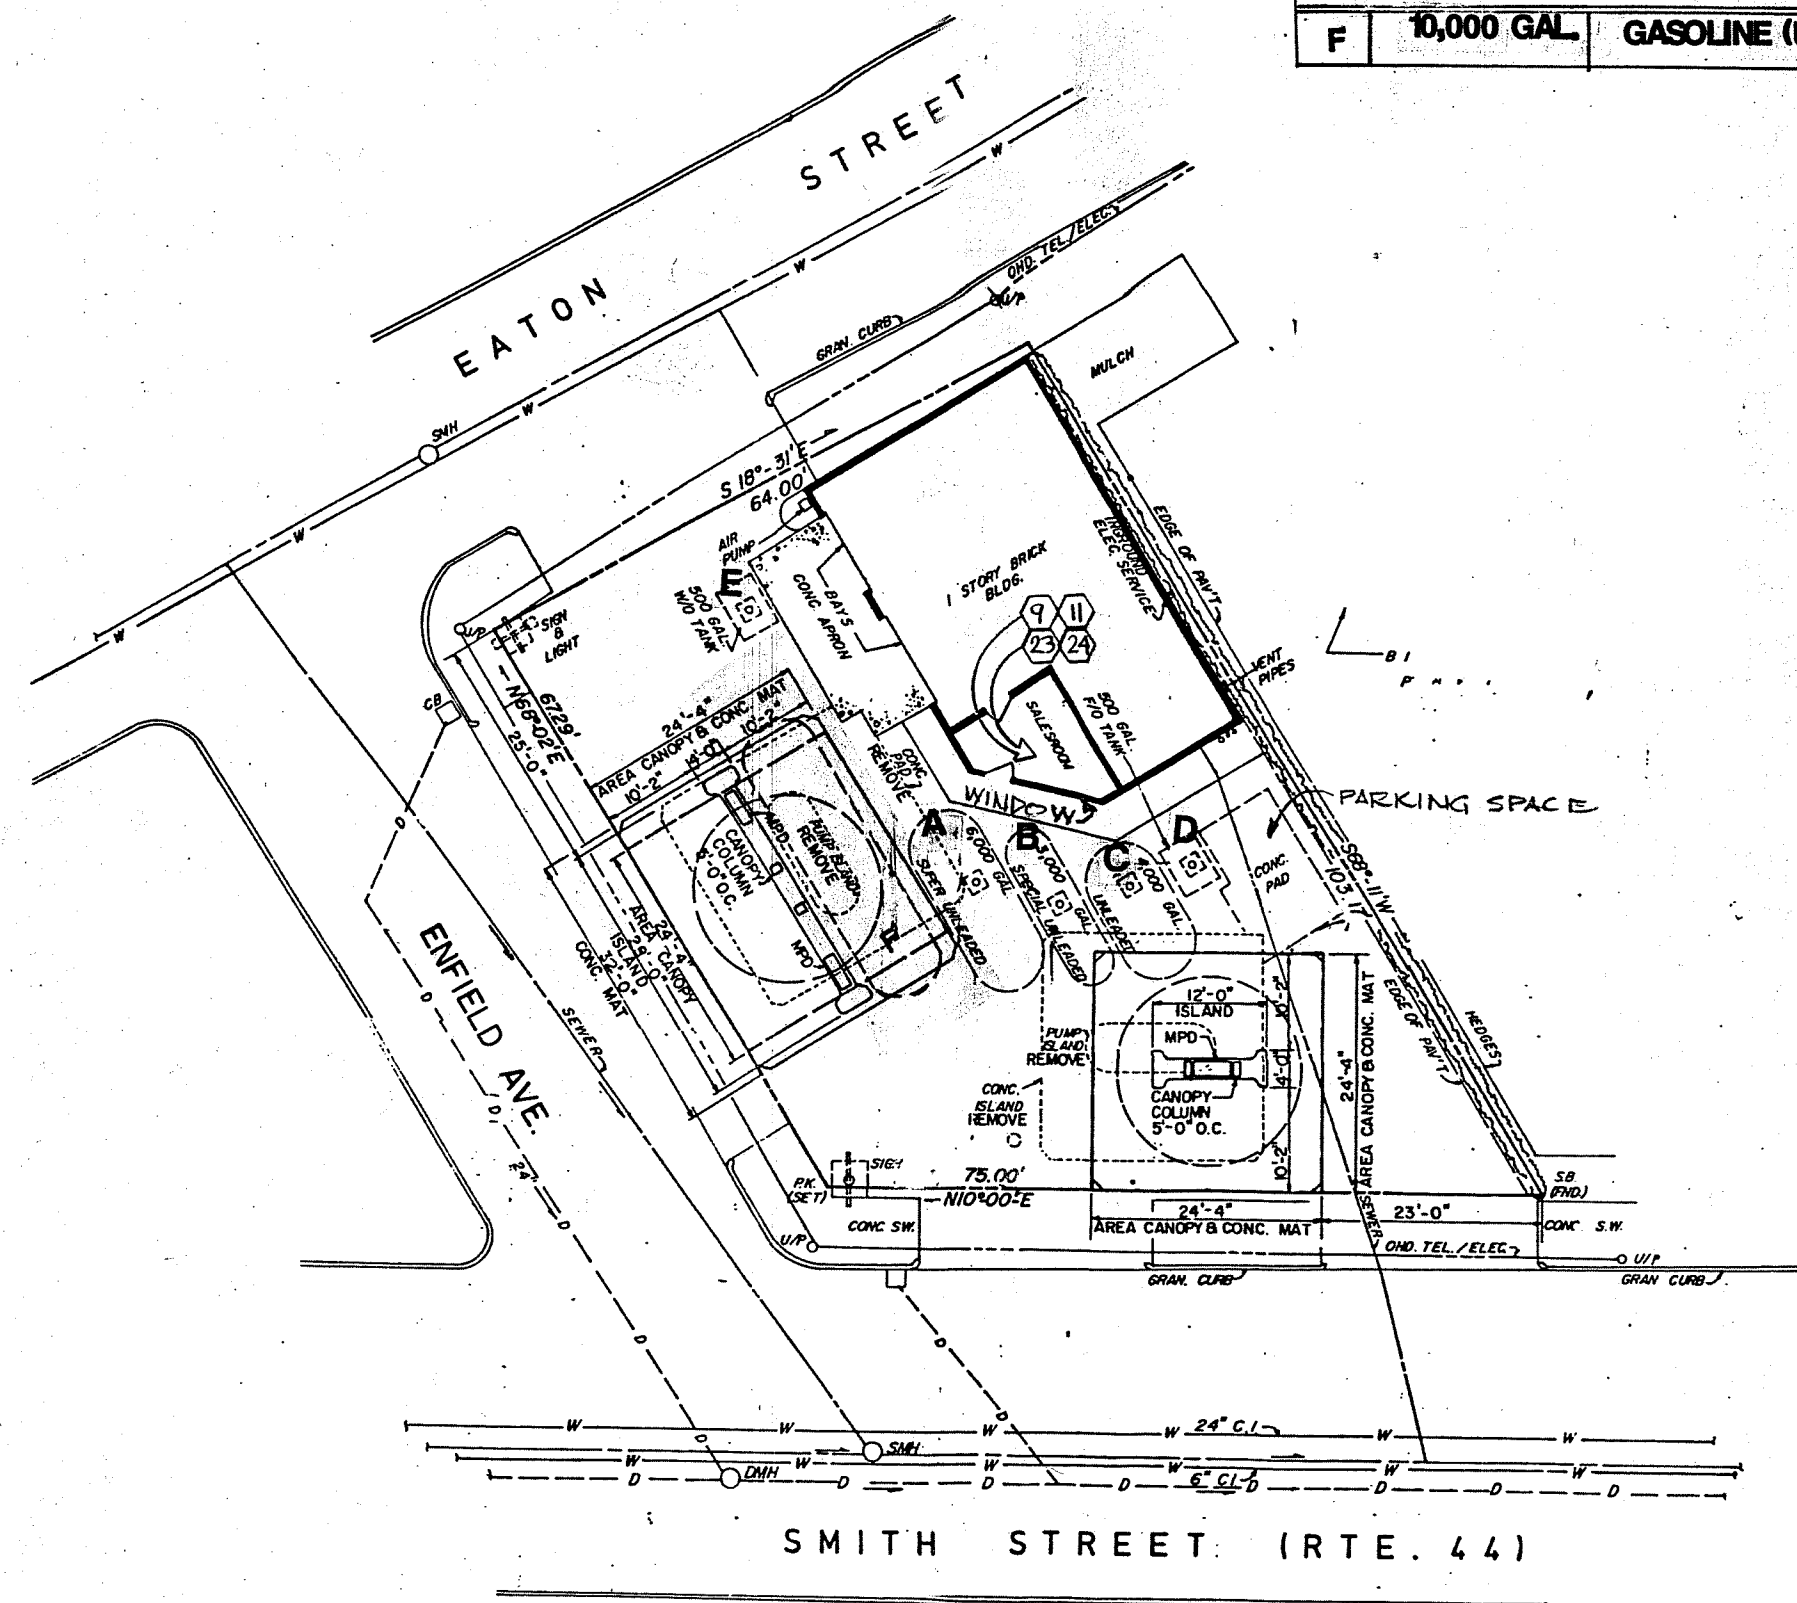 F 10,000 GAL. GASOLINE
EATON STREET
W
W
W
W
W
SMH
OHD. TEL./ELEC.
U/P
GRAN. CURB
MULCH
S 18°-31' E
64.00'
AIR
PUMP
E
500 GAL.
W/O TANK
BAYS
CONC. APRON
1 STORY BRICK
BLDG.
9 11
23 24
INGROUND
ELEC. SERVICE
EDGE OF PAV'T
VENT
PIPES
U/P
SIGN
&
LIGHT
CB
N68°-02'E
67.29'
25'-0"
24'-4"
AREA CANOPY & CONC. MAT
10'-2"
14'-0"
10'-2"
CONC.
PAD
REMOVE
SALESROOM
500 GAL.
F/O TANK
WINDOWS
PARKING SPACE
MPD
PUMP ISLAND
REMOVE
CANOPY
COLUMN
O.C.
MPD
F
A
6,000 GAL
SUPER UNLEADED
B
GAL
SPECIAL UNLEADED
C
4,000 GAL.
UNLEADED
D
CONC.
PAD
S68°-11'W
103.17
EDGE OF PAV'T
HEDGES
24'-4"
AREA CANOPY
29'-0"
ISLAND
32'-0"
CONC. MAT
ENFIELD AVE.
SEWER
D
D
D
24"
D
D
12'-0"
ISLAND
MPD
PUMP
ISLAND
REMOVE
CONC.
ISLAND
REMOVE
CANOPY
COLUMN
5'-0" O.C.
10'-2"
4'-0"
10'-2"
24'-4"
AREA CANOPY & CONC. MAT
P.K.
(SET)
SIGN
75.00'
N10°-00'-E
S.B.
(FND.)
CONC SW.
24'-4"
AREA CANOPY & CONC. MAT
23'-0"
SEWER
CONC. S.W.
U/P
OHD. TEL./ELEC.
U/P
GRAN. CURB
GRAN CURB
D
D
D
W W W W 24" C.I. W W
SMH
W W W W W W
DMH
D D D D 6" C.I. D D D D
SMITH STREET (RTE. 44)